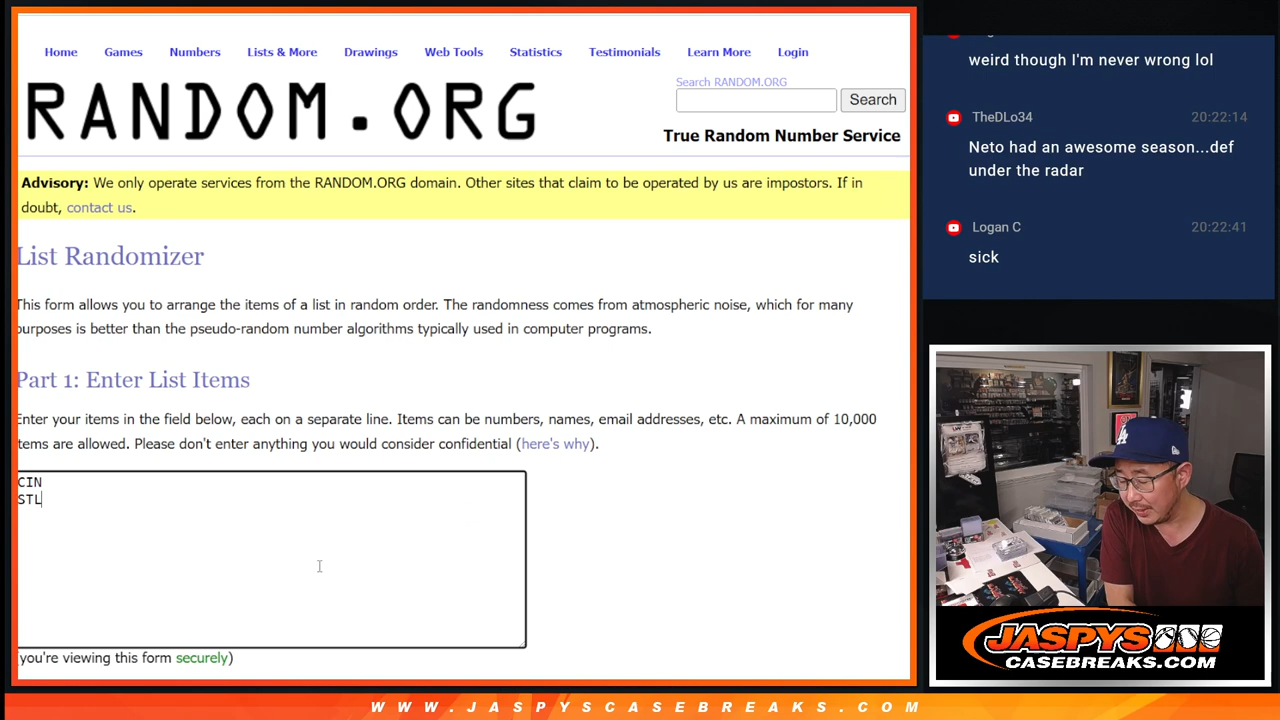 Home Games Numbers Lists & More Drawings Web Tools Statistics Testimonials Learn More Login
RANDOM.ORG
Search RANDOM.ORG
Search
True Random Number Service
Advisory: We only operate services from the RANDOM.ORG domain. Other sites that claim to be operated by us are impostors. If in
doubt, contact us.
List Randomizer
This form allows you to arrange the items of a list in random order. The randomness comes from atmospheric noise, which for many
purposes is better than the pseudo-random number algorithms typically used in computer programs.
Part 1: Enter List Items
Enter your items in the field below, each on a separate line. Items can be numbers, names, email addresses, etc. A maximum of 10,000
items are allowed. Please don't enter anything you would consider confidential (here's why).
CIN
STL
(you're viewing this form securely)
weird though I'm never wrong lol
TheDLo34 20:22:14
Neto had an awesome season...def
under the radar
Logan C 20:22:41
sick
JASPYS
CASEBREAKS.COM
WWW.JASPYSCASEBREAKS.COM